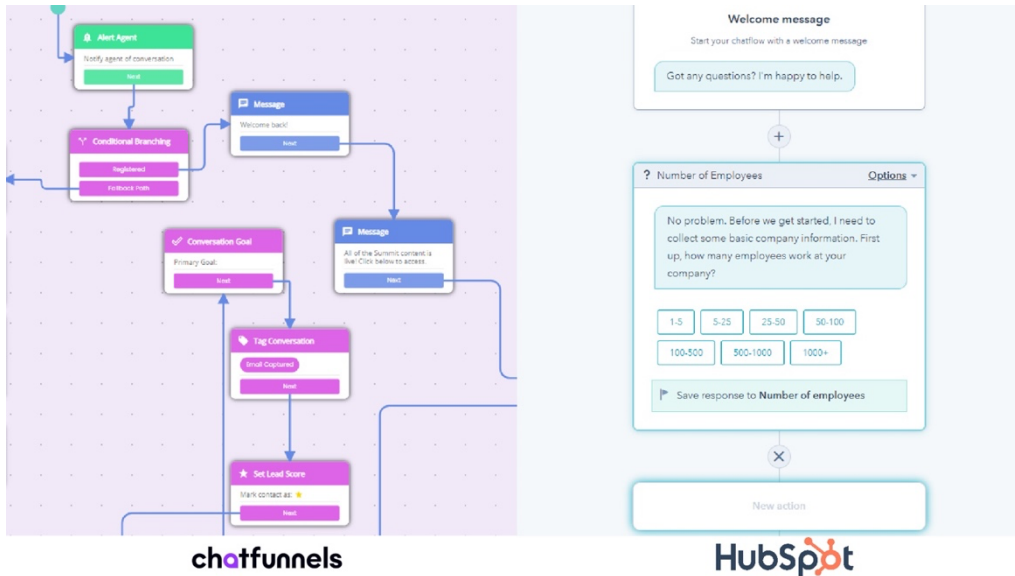 Alert Agent
Notify agent of conversation
Next
Conditional Branching
Registered
Fallback Path
Message
Welcome back!
Next
Message
All of the Summit content is
live! Click below to access.
Next
Conversation Goal
Primary Goal:
Next
Tag Conversation
Email Captured
Next
Set Lead Score
Mark contact as:
Next
chatfunnels
Welcome message
Start your chatflow with a welcome message
Got any questions? I'm happy to help.
? Number of Employees
Options
No problem. Before we get started, I need to
collect some basic company information. First
up, how many employees work at your
company?
1-5 5-25 25-50 50-100
100-500 500-1000 1000+
Save response to Number of employees
New action
HubSpot